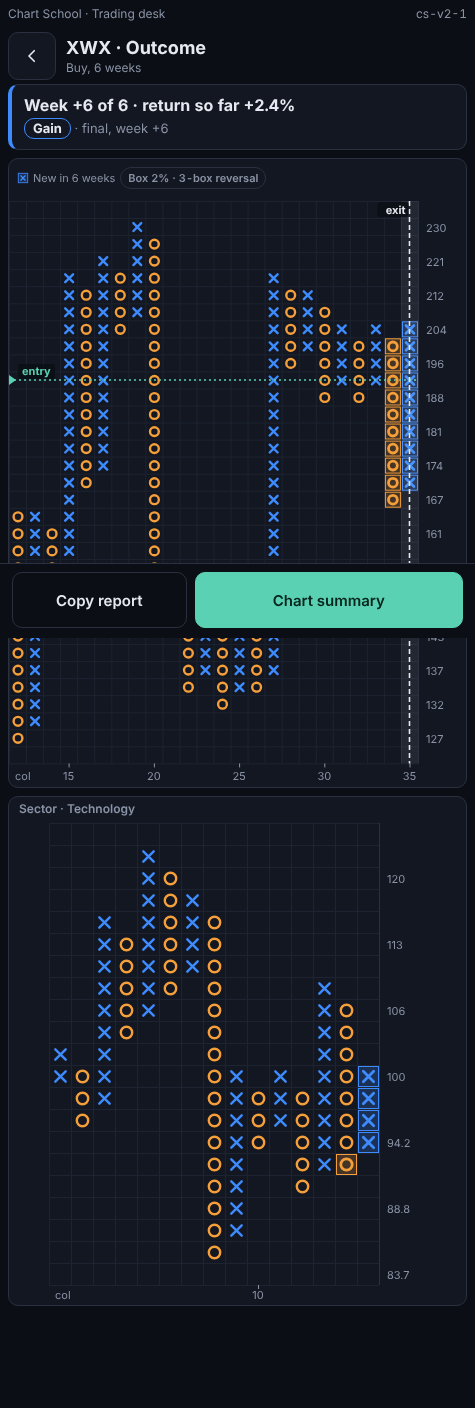 Chart School · Trading desk
cs-v2-1
XWX · Outcome
Buy, 6 weeks
Week +6 of 6 · return so far +2.4%
Gain · final, week +6
New in 6 weeks
Box 2% · 3-box reversal
exit
230
221
212
204
196
entry
188
181
174
167
161
Copy report
Chart summary
137
132
127
col
15
20
25
30
35
Sector · Technology
120
113
106
100
94.2
88.8
83.7
col
10